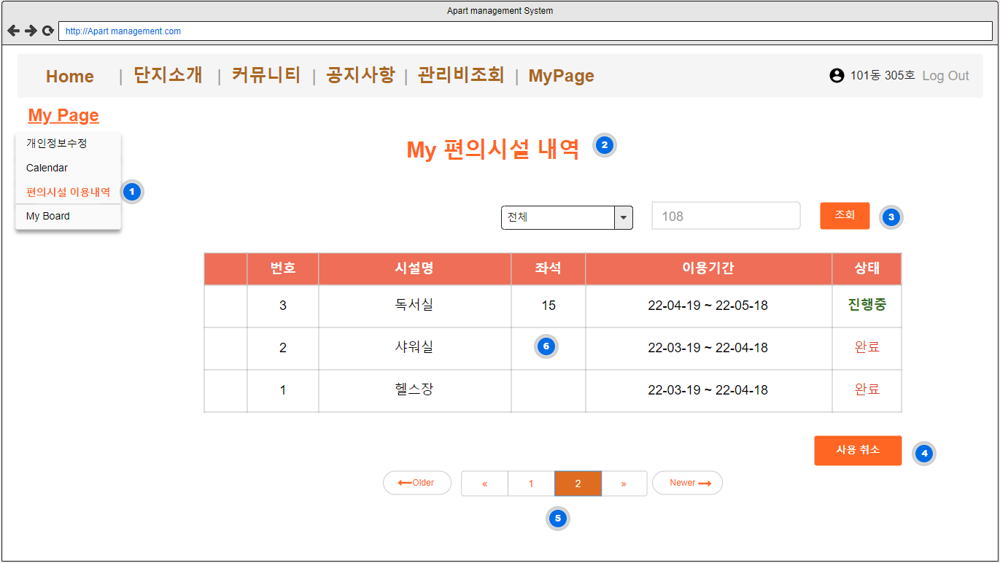 Apart management System
http://Apart management.com
Home | 단지소개 | 커뮤니티 | 공지사항 | 관리비조회 | MyPage 101동 305호 Log Out
My Page
개인정보수정
Calendar
편의시설 이용내역 1
My Board
My 편의시설 내역 2
전체 108 조회 3
번호 시설명 좌석 이용기간 상태
3 독서실 15 22-04-19 ~ 22-05-18 진행중
2 샤워실 6 22-03-19 ~ 22-04-18 완료
1 헬스장 22-03-19 ~ 22-04-18 완료
사용 취소 4
Older « 1 2 » Newer
5